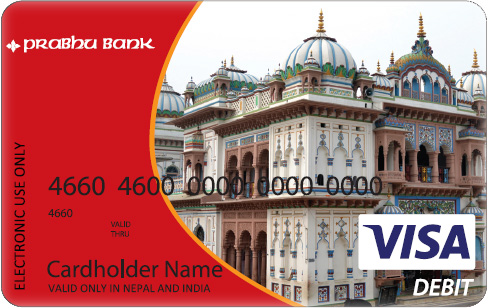 PRABHU BANK
ELECTRONIC USE ONLY
4660 4600 0000 0000 0000
4660
VALID
THRU
Cardholder Name
VALID ONLY IN NEPAL AND INDIA
VISA
DEBIT